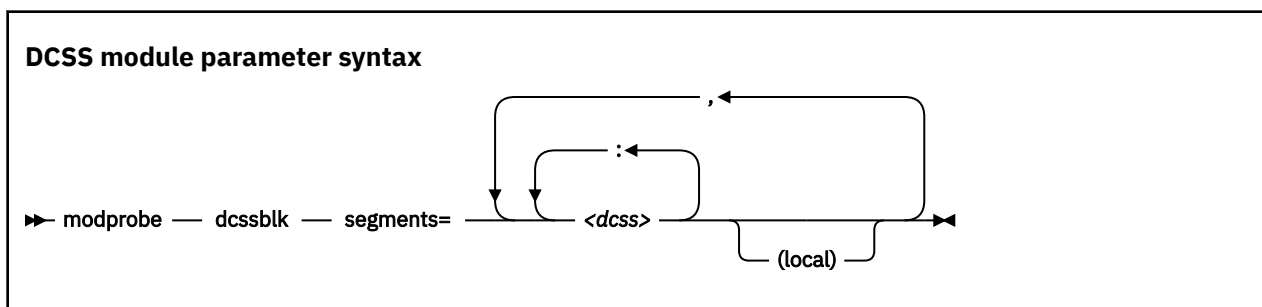 DCSS module parameter syntax
,
:
modprobe dcssblk segments= <dcss>
(local)